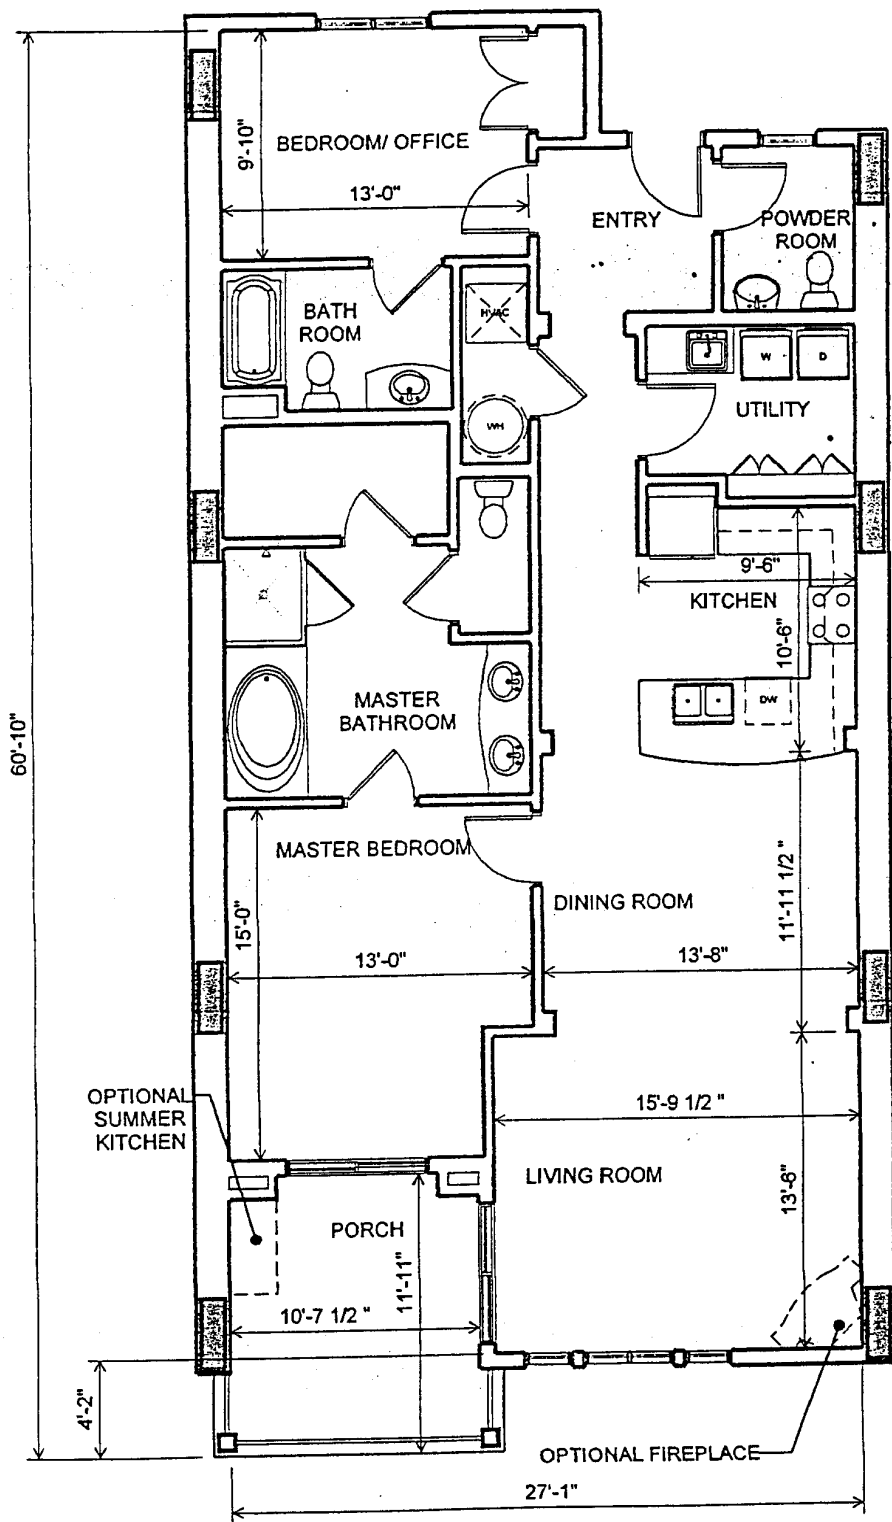 BEDROOM/ OFFICE
9'-10"
13'-0"
ENTRY
POWDER
ROOM
BATH
ROOM
HVAC
WH
W
D
UTILITY
9'-6"
KITCHEN
10'-6"
DW
MASTER
BATHROOM
60'-10"
MASTER BEDROOM
15'-0"
13'-0"
DINING ROOM
11'-11 1/2 "
13'-8"
OPTIONAL
SUMMER
KITCHEN
15'-9 1/2 "
LIVING ROOM
13'-6"
PORCH
11'-11"
10'-7 1/2 "
4'-2"
OPTIONAL FIREPLACE
27'-1"